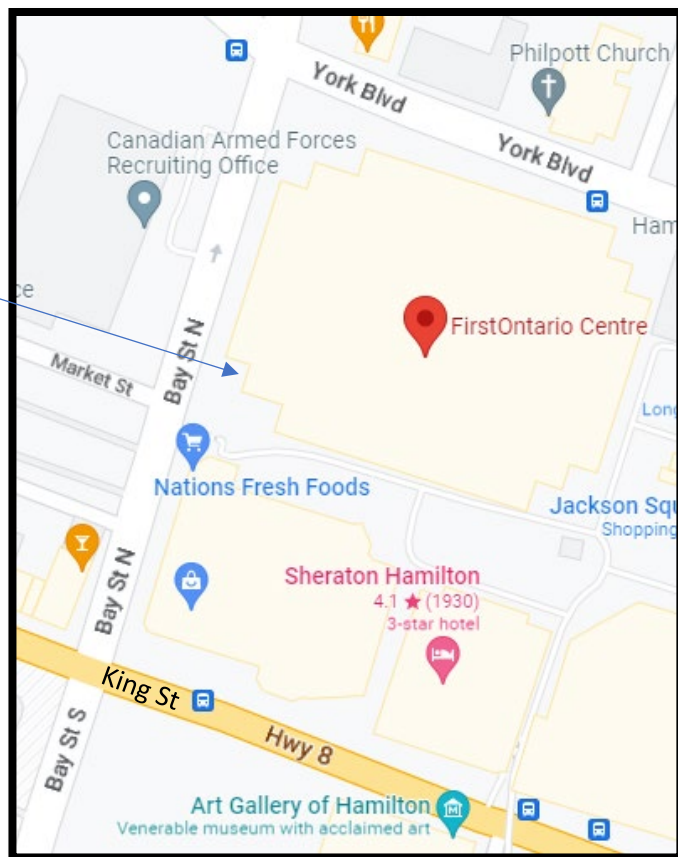 York Blvd
Philpott Church
Canadian Armed Forces
Recruiting Office
York Blvd
Ham
ce
FirstOntario Centre
Bay St N
Market St
Long
Nations Fresh Foods
Jackson Squ
Shopping
Sheraton Hamilton
4.1 ★ (1930)
3-star hotel
Bay St N
King St
Hwy 8
Bay St S
Art Gallery of Hamilton
Venerable museum with acclaimed art